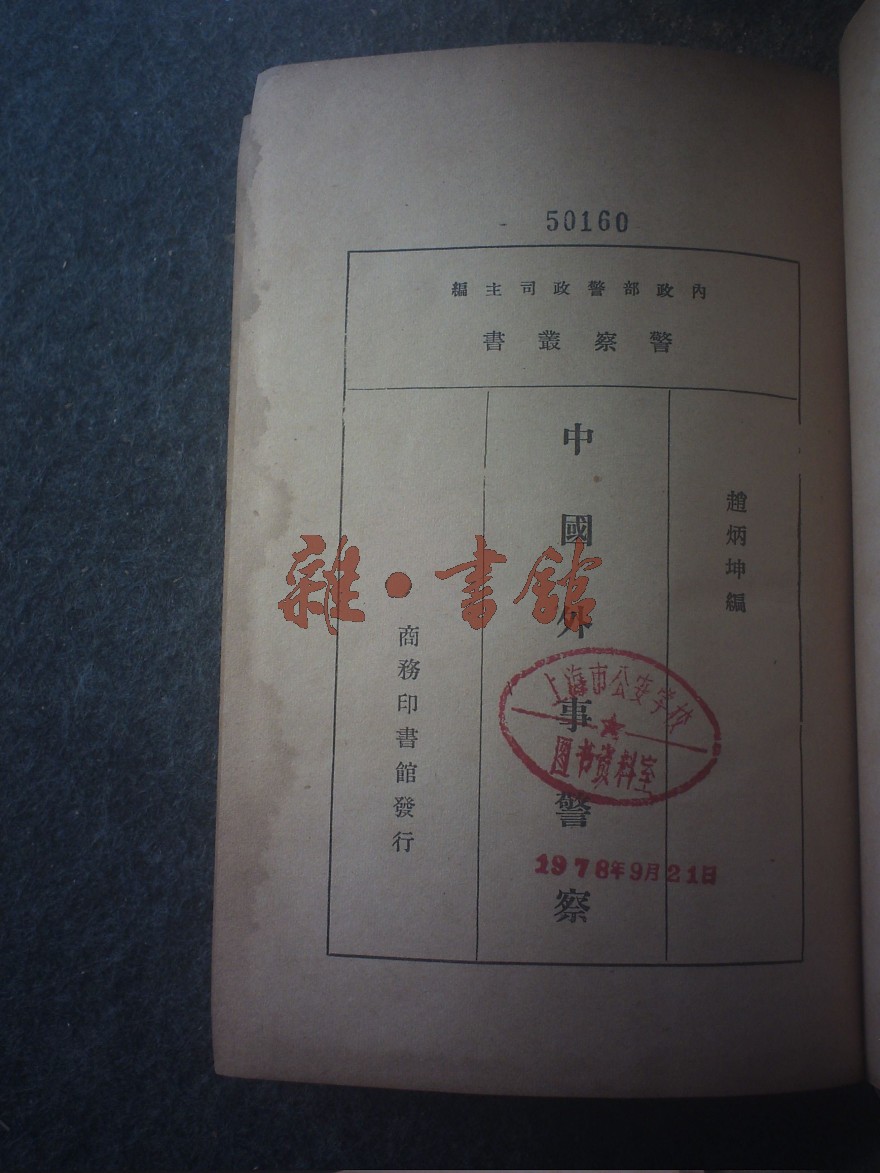 50160
內政部警政司主編
警察叢書
趙炳坤編
中國外事警察
商務印書館發行
雜·書館
上海市公安学校
图书资料室
1978年9月21日